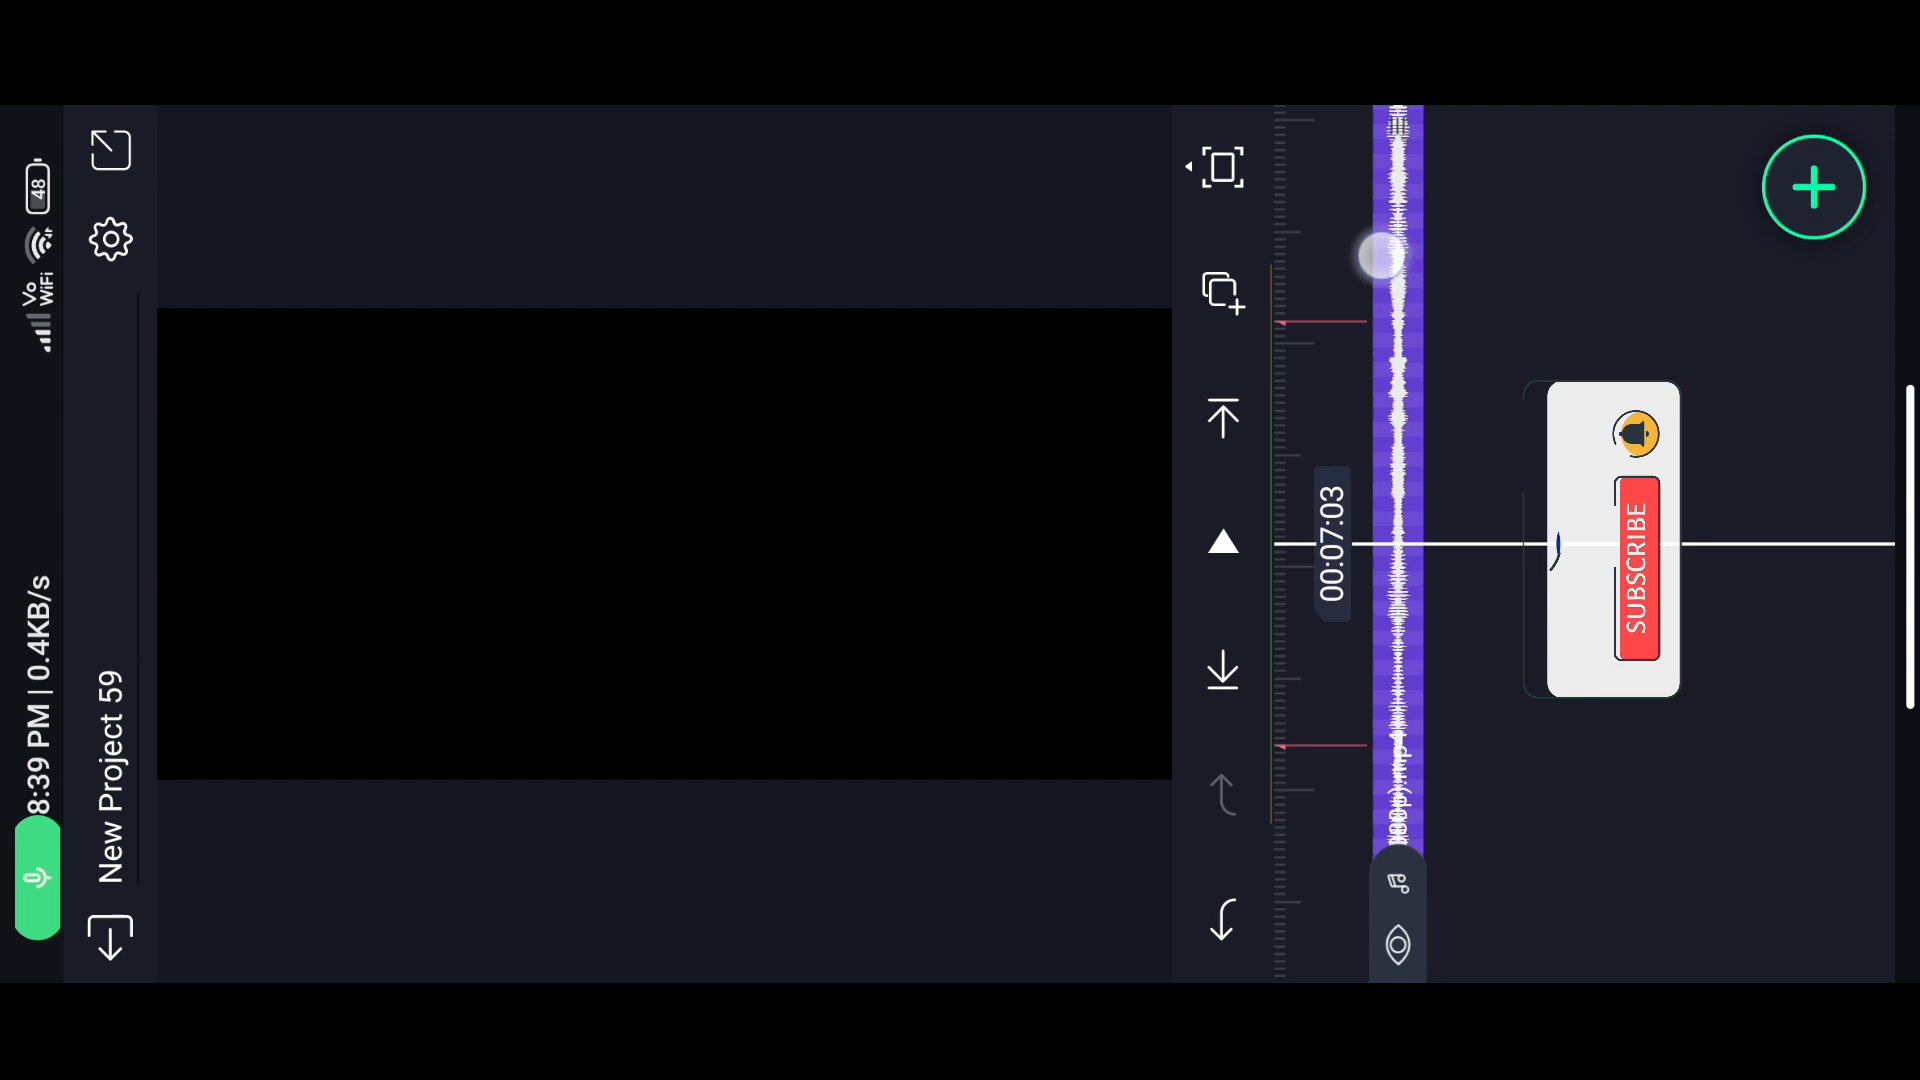 8:39 PM | 0.4KB/s
Vo
WiFi
48
New Project 59
00:07:03
SUBSCRIBE